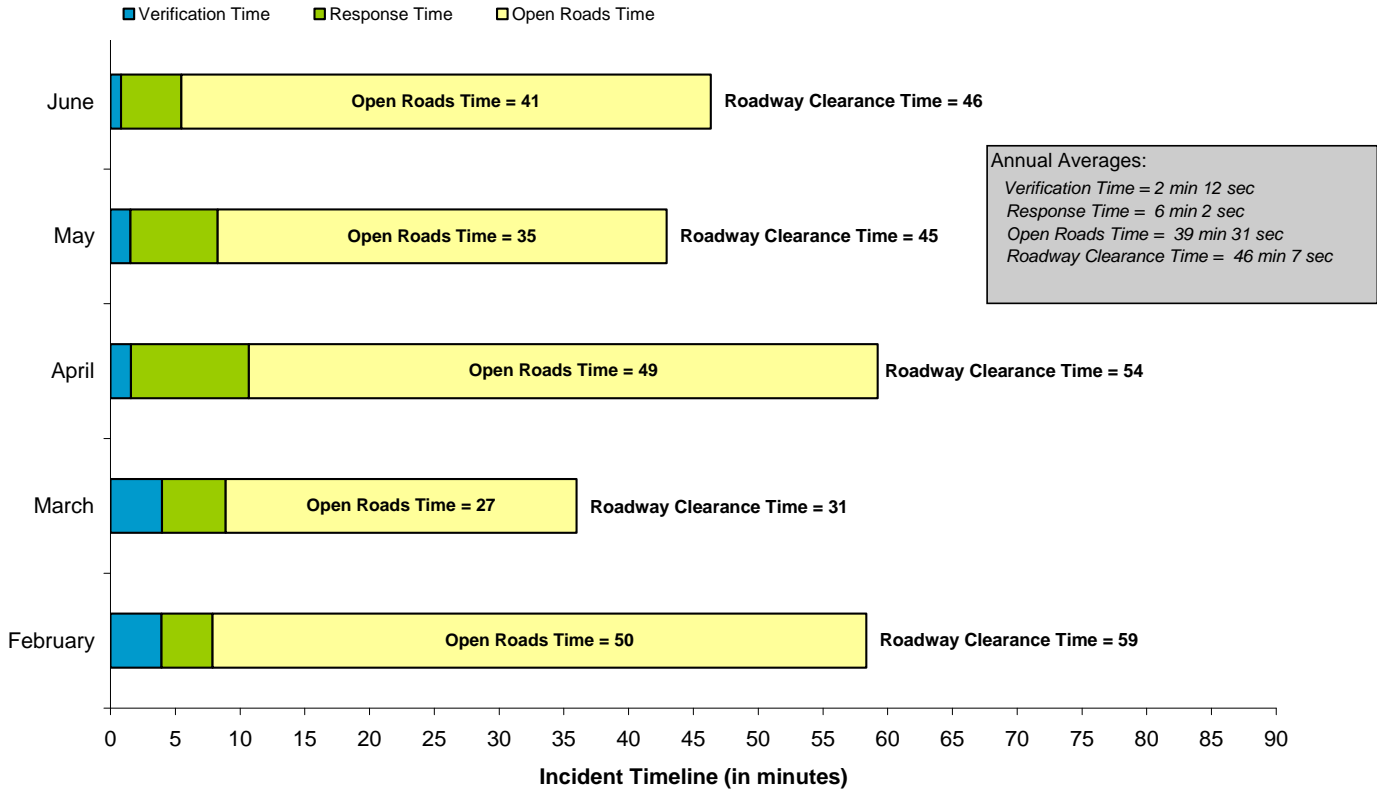 Verification Time Response Time Open Roads Time
June
Open Roads Time = 41
Roadway Clearance Time = 46
Annual Averages:
Verification Time = 2 min 12 sec
Response Time = 6 min 2 sec
Open Roads Time = 39 min 31 sec
Roadway Clearance Time = 46 min 7 sec
May
Open Roads Time = 35
Roadway Clearance Time = 45
April
Open Roads Time = 49
Roadway Clearance Time = 54
March
Open Roads Time = 27
Roadway Clearance Time = 31
February
Open Roads Time = 50
Roadway Clearance Time = 59
0 5 10 15 20 25 30 35 40 45 50 55 60 65 70 75 80 85 90
Incident Timeline (in minutes)